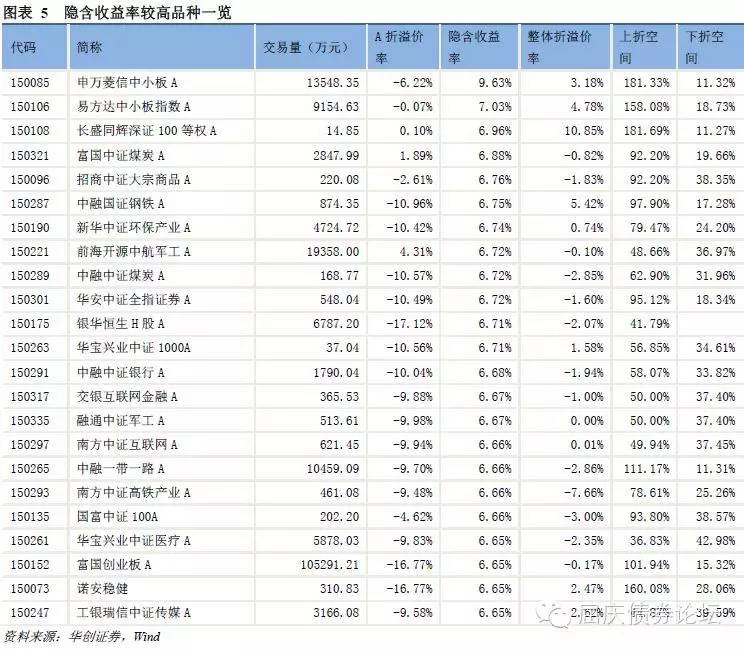 图表 5 隐含收益率较高品种一览
代码 简称 交易量（万元） A 折溢价率 隐含收益率 整体折溢价率 上折空间 下折空间
150085 申万菱信中小板 A 13548.35 -6.22% 9.63% 3.18% 181.33% 11.32%
150106 易方达中小板指数 A 9154.63 -0.07% 7.03% 4.78% 158.08% 18.73%
150108 长盛同辉深证 100 等权 A 14.85 0.10% 6.96% 10.85% 181.69% 11.27%
150321 富国中证煤炭 A 2847.99 1.89% 6.88% -0.82% 92.20% 19.66%
150096 招商中证大宗商品 A 220.08 -2.61% 6.76% -1.83% 92.20% 38.35%
150287 中融国证钢铁 A 874.35 -10.96% 6.75% 5.42% 97.90% 17.28%
150190 新华中证环保产业 A 4724.72 -10.42% 6.74% 0.74% 79.47% 24.20%
150221 前海开源中航军工 A 19358.00 4.31% 6.72% -0.10% 48.66% 36.97%
150289 中融中证煤炭 A 168.77 -10.57% 6.72% -2.85% 62.90% 31.96%
150301 华安中证全指证券 A 548.04 -10.49% 6.72% -1.60% 95.12% 18.34%
150175 银华恒生 H 股 A 6787.20 -17.12% 6.71% -2.07% 41.79%
150263 华宝兴业中证 1000A 37.04 -10.56% 6.71% 1.58% 56.85% 34.61%
150291 中融中证银行 A 1790.04 -10.04% 6.68% -1.94% 58.07% 33.82%
150317 交银互联网金融 A 365.53 -9.88% 6.67% -1.00% 50.00% 37.40%
150335 融通中证军工 A 513.61 -9.98% 6.67% 0.00% 50.00% 37.40%
150297 南方中证互联网 A 621.45 -9.94% 6.66% 0.01% 49.94% 37.45%
150265 中融一带一路 A 10459.09 -9.70% 6.66% -2.86% 111.17% 11.31%
150293 南方中证高铁产业 A 461.08 -9.48% 6.66% -7.66% 78.61% 25.26%
150135 国富中证 100A 202.20 -4.62% 6.66% -3.00% 93.80% 38.57%
150261 华宝兴业中证医疗 A 5878.03 -9.83% 6.65% -2.35% 36.83% 42.98%
150152 富国创业板 A 105291.21 -16.77% 6.65% -0.17% 101.94% 15.32%
150073 诺安稳健 310.83 -16.77% 6.65% 2.47% 160.08% 28.06%
150247 工银瑞信中证传媒 A 3166.08 -9.58% 6.65%
屈庆债券论坛
资料来源：华创证券，Wind